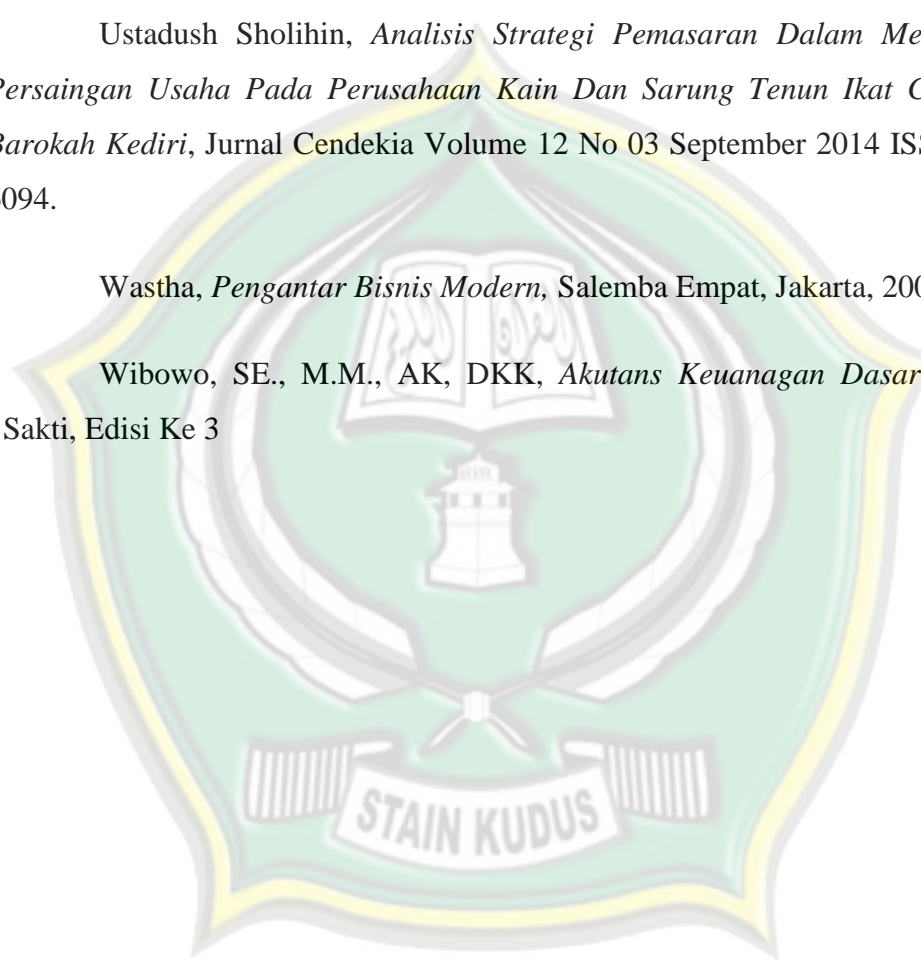 Ustadush Sholihin, Analisis Strategi Pemasaran Dalam Me
Persaingan Usaha Pada Perusahaan Kain Dan Sarung Tenun Ikat
Barokah Kediri, Jurnal Cendekia Volume 12 No 03 September 2014
6094.
Wastha, Pengantar Bisnis Modern, Salemba Empat, Jakarta, 200
Wibowo, SE., M.M., AK, DKK, Akutans Keuanagan Dasar
Sakti, Edisi Ke 3
STAIN KUDUS